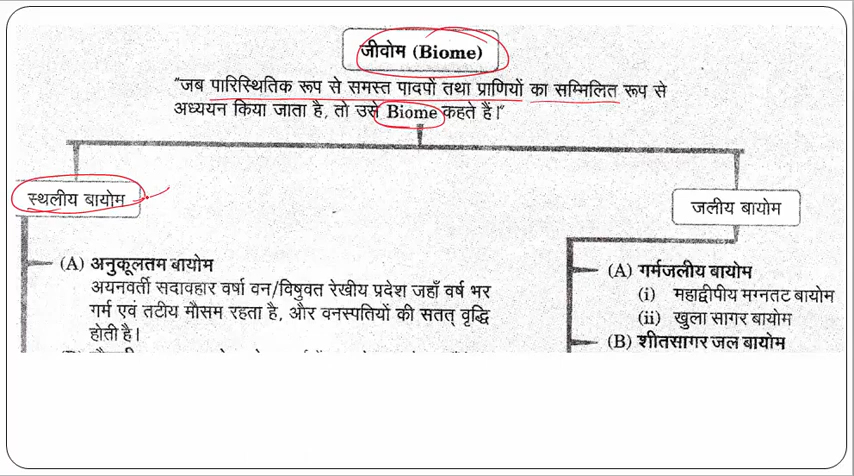 जीवोम (Biome)
"जब पारिस्थितिक रूप से समस्त पादपों तथा प्राणियों का सम्मिलित रूप से
अध्ययन किया जाता है, तो उसे Biome कहते हैं।"
स्थलीय बायोम
(A) अनुकूलतम बायोम
अयनवर्ती सदावहार वर्षा वन/विषुवत रेखीय प्रदेश जहाँ वर्ष भर
गर्म एवं तटीय मौसम रहता है, और वनस्पतियों की सतत् वृद्धि
होती है।
जलीय बायोम
(A) गर्मजलीय बायोम
(i) महाद्वीपीय मग्नतट बायोम
(ii) खुला सागर बायोम
(B) शीतसागर जल बायोम